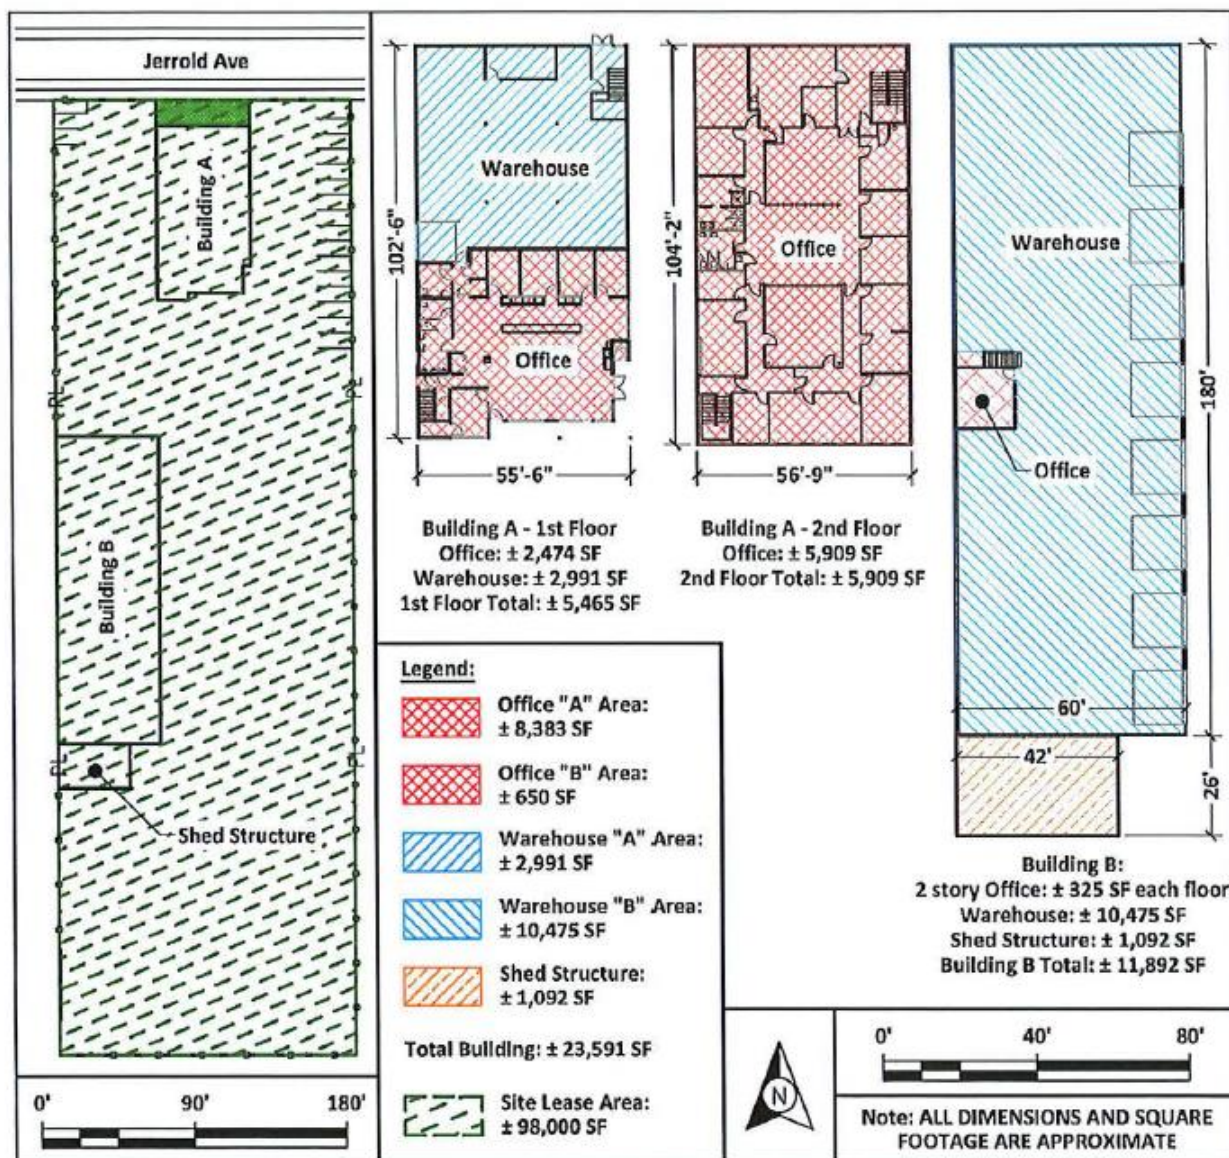 Jerrold Ave
Building A
Building B
PL
PL
PL
PL
Shed Structure
0' 90' 180'
Warehouse
Office
102'-6"
55'-6"
Building A - 1st Floor
Office: ± 2,474 SF
Warehouse: ± 2,991 SF
1st Floor Total: ± 5,465 SF
Office
104'-2"
56'-9"
Building A - 2nd Floor
Office: ± 5,909 SF
2nd Floor Total: ± 5,909 SF
Warehouse
Office
180'
60'
42'
26'
Building B:
2 story Office: ± 325 SF each floor
Warehouse: ± 10,475 SF
Shed Structure: ± 1,092 SF
Building B Total: ± 11,892 SF
Legend:
Office "A" Area:
± 8,383 SF
Office "B" Area:
± 650 SF
Warehouse "A" Area:
± 2,991 SF
Warehouse "B" Area:
± 10,475 SF
Shed Structure:
± 1,092 SF
Total Building: ± 23,591 SF
Site Lease Area:
± 98,000 SF
N
0' 40' 80'
Note: ALL DIMENSIONS AND SQUARE
FOOTAGE ARE APPROXIMATE